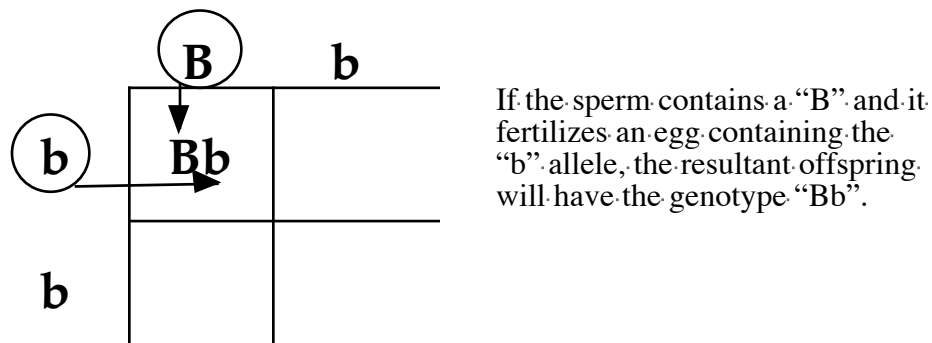 B b
b Bb
b
If the sperm contains a “B” and it
fertilizes an egg containing the
“b” allele, the resultant offspring
will have the genotype “Bb”.